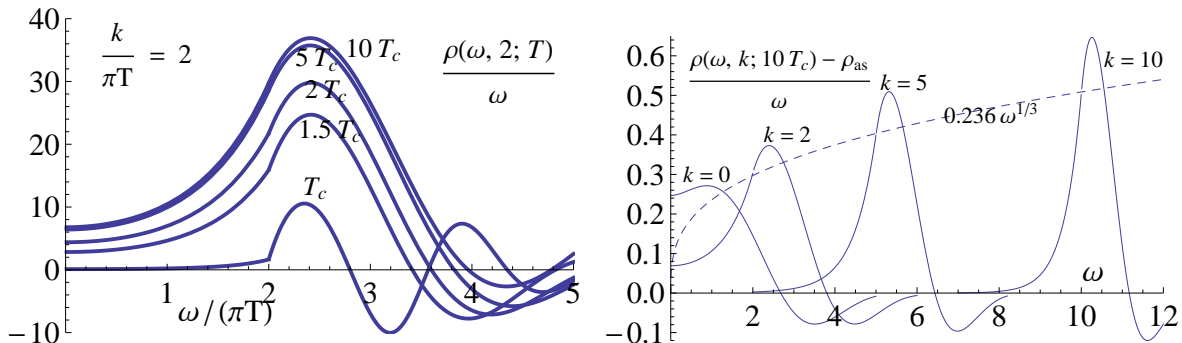 40
30
20
10
0
−10
k/πT = 2
5 T_c 10 T_c
2 T_c
1.5 T_c
T_c
ρ(ω, 2; T)/ω
1 2 3 4 5
ω/(πT)
0.6
0.5
0.4
0.3
0.2
0.1
0.0
−0.1
ρ(ω, k; 10 T_c) − ρ_as/ω
k = 0
k = 2
k = 5
k = 10
0.236 ω^{1/3}
ω
2 4 6 8 10 12